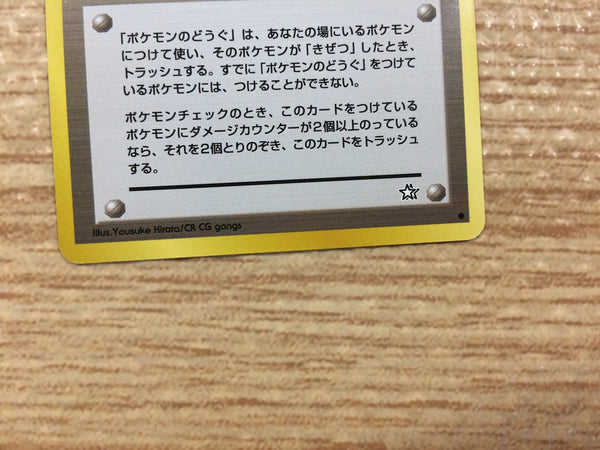 「ポケモンのどうぐ」は、あなたの場にいるポケモン
につけて使い、そのポケモンが「きぜつ」したとき、
トラッシュする。すでに「ポケモンのどうぐ」をつけて
いるポケモンには、つけることができない。
ポケモンチェックのとき、このカードをつけている
ポケモンにダメージカウンターが2個以上のっている
なら、それを2個とりのぞき、このカードをトラッシュ
する。
Illus.Yousuke Hirata/CR CG gangs